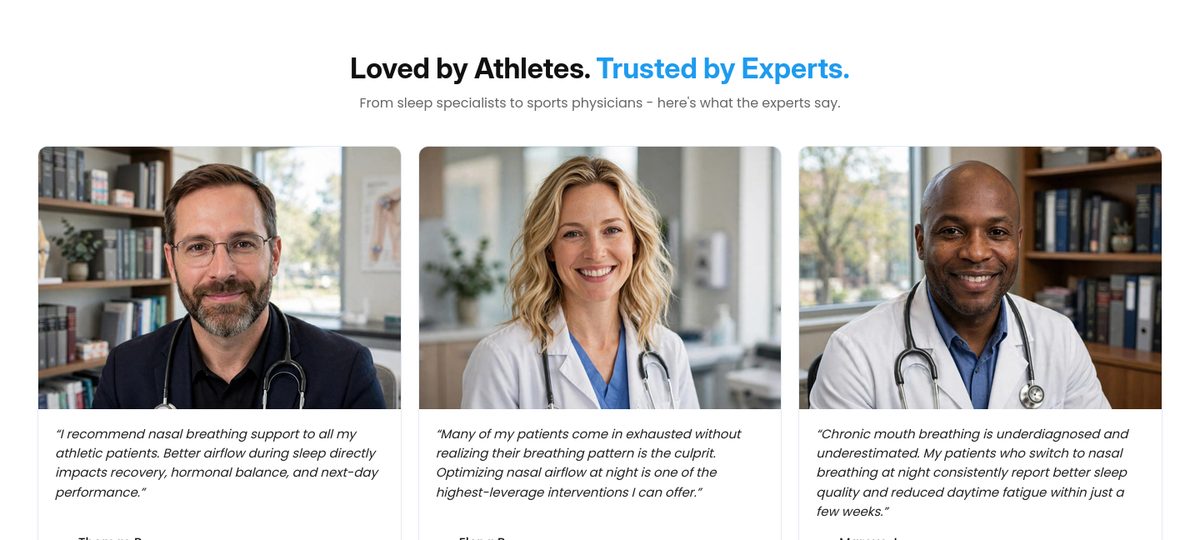 Loved by Athletes. Trusted by Experts.
From sleep specialists to sports physicians - here's what the experts say.
“I recommend nasal breathing support to all my
athletic patients. Better airflow during sleep directly
impacts recovery, hormonal balance, and next-day
performance.”
“Many of my patients come in exhausted without
realizing their breathing pattern is the culprit.
Optimizing nasal airflow at night is one of the
highest-leverage interventions I can offer.”
“Chronic mouth breathing is underdiagnosed and
underestimated. My patients who switch to nasal
breathing at night consistently report better sleep
quality and reduced daytime fatigue within just a
few weeks.”